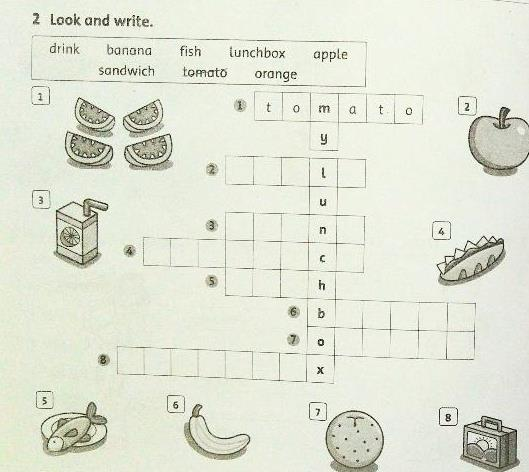 2 Look and write.
drink banana fish lunchbox apple
sandwich tomato orange
1
1 t o m a t o
2
y
2 l
3
u
3 n
4
4 c
5 h
6 b
7 o
8 x
5
6
7
8